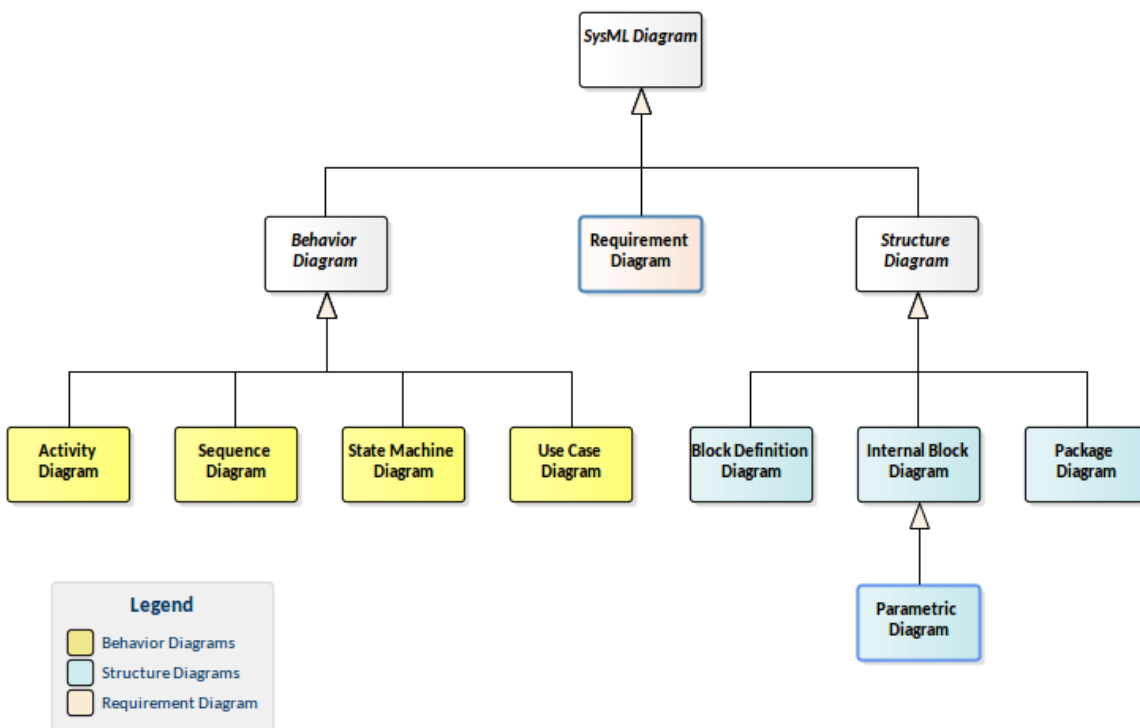 SysML Diagram
Behavior
Diagram
Requirement
Diagram
Structure
Diagram
Activity
Diagram
Sequence
Diagram
State Machine
Diagram
Use Case
Diagram
Block Definition
Diagram
Internal Block
Diagram
Package
Diagram
Parametric
Diagram
Legend
Behavior Diagrams
Structure Diagrams
Requirement Diagram